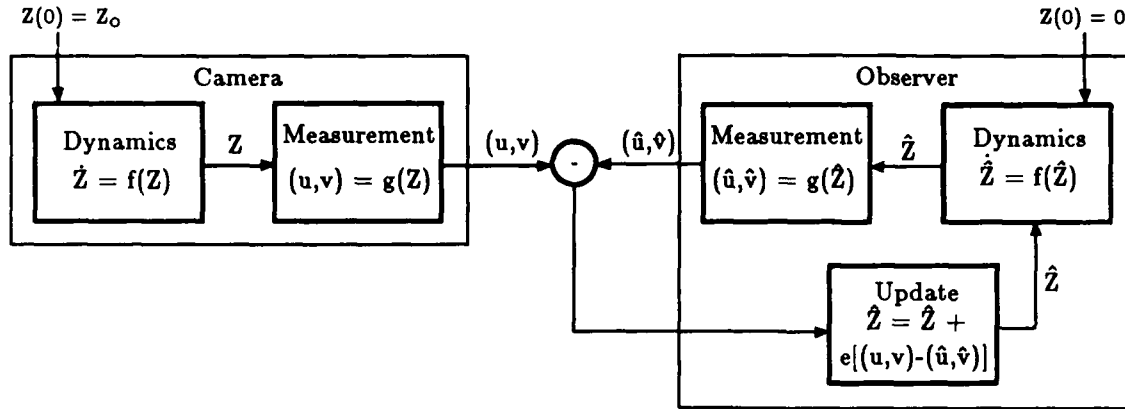 Z(0) = Z₀
Z(0) = 0
Camera
Observer
Dynamics
Ż = f(Z)
Z
Measurement
(u,v) = g(Z)
(u,v)
-
(û,v̂)
Measurement
(û,v̂) = g(Ẑ)
Ẑ
Dynamics
Ẑ̇ = f(Ẑ)
Update
Ẑ = Ẑ +
e[(u,v)-(û,v̂)]
Ẑ